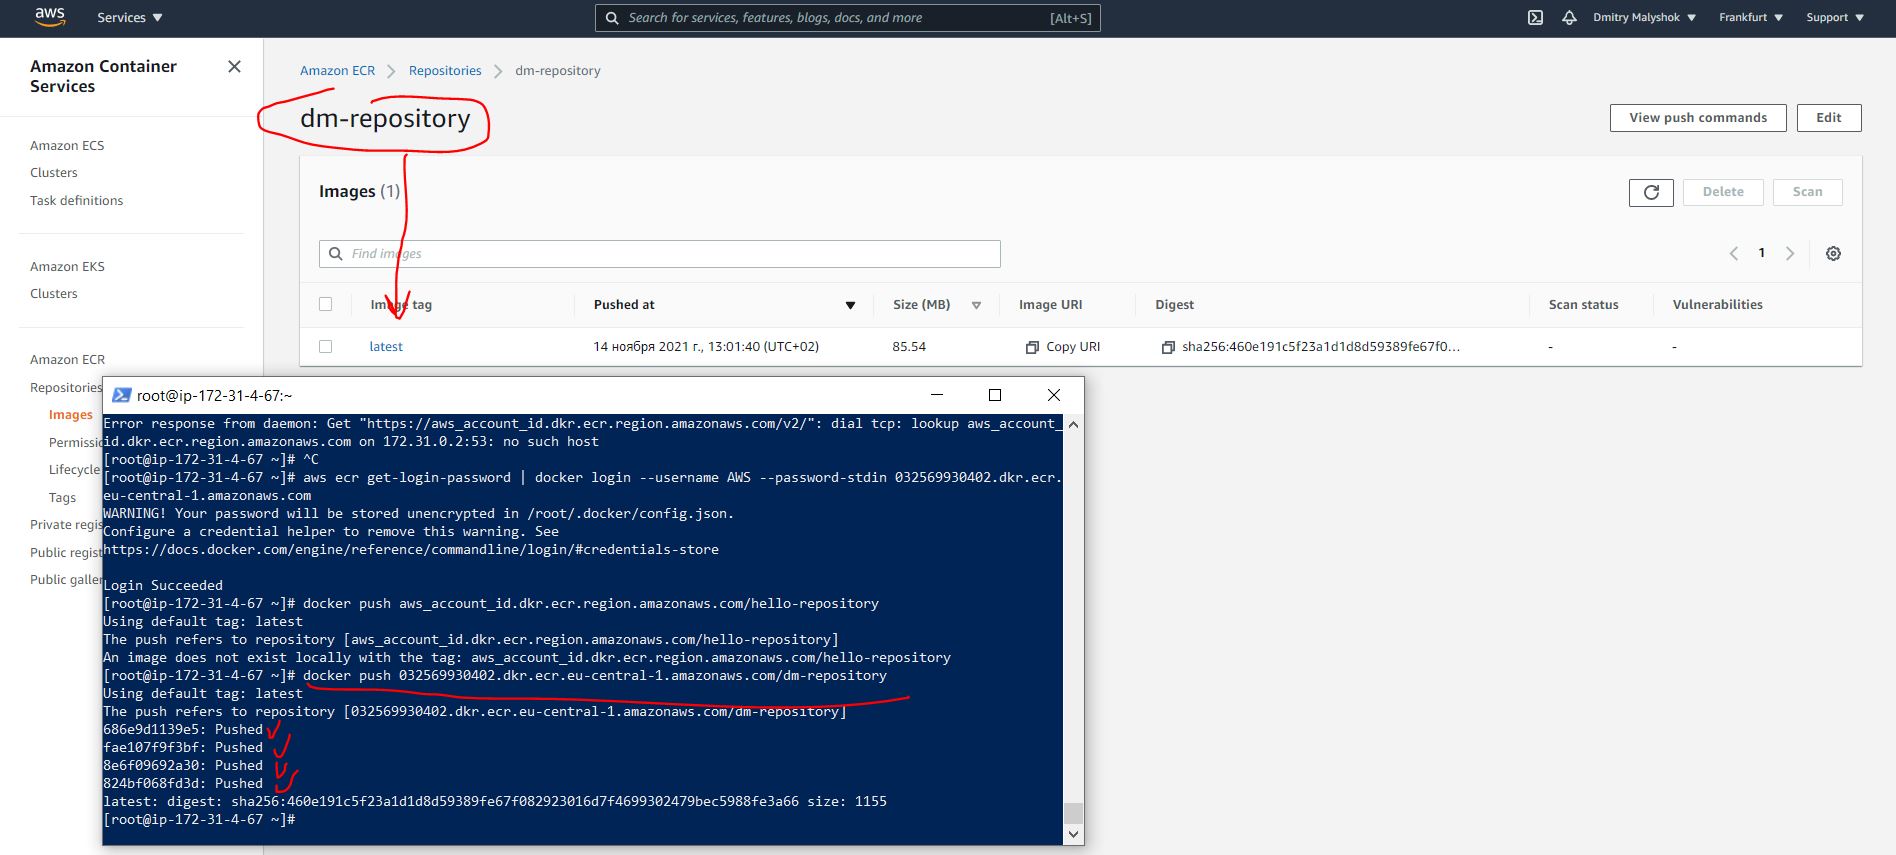 aws
Services
Search for services, features, blogs, docs, and more
[Alt+S]
Dmitry Malyshok
Frankfurt
Support
Amazon Container
Services
Amazon ECS
Clusters
Task definitions
Amazon EKS
Clusters
Amazon ECR
Repositories
Images
Permissio
Lifecycle
Tags
Private regis
Public regist
Public galler
Amazon ECR
Repositories
dm-repository
dm-repository
View push commands
Edit
Images (1)
Delete
Scan
Find images
1
Image tag
Pushed at
Size (MB)
Image URI
Digest
Scan status
Vulnerabilities
latest
14 ноября 2021 г., 13:01:40 (UTC+02)
85.54
Copy URI
sha256:460e191c5f23a1d1d8d59389fe67f0...
-
-
root@ip-172-31-4-67:~
Error response from daemon: Get "https://aws_account_id.dkr.ecr.region.amazonaws.com/v2/": dial tcp: lookup aws_account_
id.dkr.ecr.region.amazonaws.com on 172.31.0.2:53: no such host
[root@ip-172-31-4-67 ~]# ^C
[root@ip-172-31-4-67 ~]# aws ecr get-login-password | docker login --username AWS --password-stdin 032569930402.dkr.ecr.
eu-central-1.amazonaws.com
WARNING! Your password will be stored unencrypted in /root/.docker/config.json.
Configure a credential helper to remove this warning. See
https://docs.docker.com/engine/reference/commandline/login/#credentials-store
Login Succeeded
[root@ip-172-31-4-67 ~]# docker push aws_account_id.dkr.ecr.region.amazonaws.com/hello-repository
Using default tag: latest
The push refers to repository [aws_account_id.dkr.ecr.region.amazonaws.com/hello-repository]
An image does not exist locally with the tag: aws_account_id.dkr.ecr.region.amazonaws.com/hello-repository
[root@ip-172-31-4-67 ~]# docker push 032569930402.dkr.ecr.eu-central-1.amazonaws.com/dm-repository
Using default tag: latest
The push refers to repository [032569930402.dkr.ecr.eu-central-1.amazonaws.com/dm-repository]
686e9d1139e5: Pushed
fae107f9f3bf: Pushed
8e6f09692a30: Pushed
824bf068fd3d: Pushed
latest: digest: sha256:460e191c5f23a1d1d8d59389fe67f082923016d7f4699302479bec5988fe3a66 size: 1155
[root@ip-172-31-4-67 ~]#